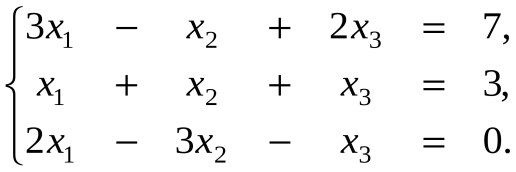 3x₁ − x₂ + 2x₃ = 7,
x₁ + x₂ + x₃ = 3,
2x₁ − 3x₂ − x₃ = 0.